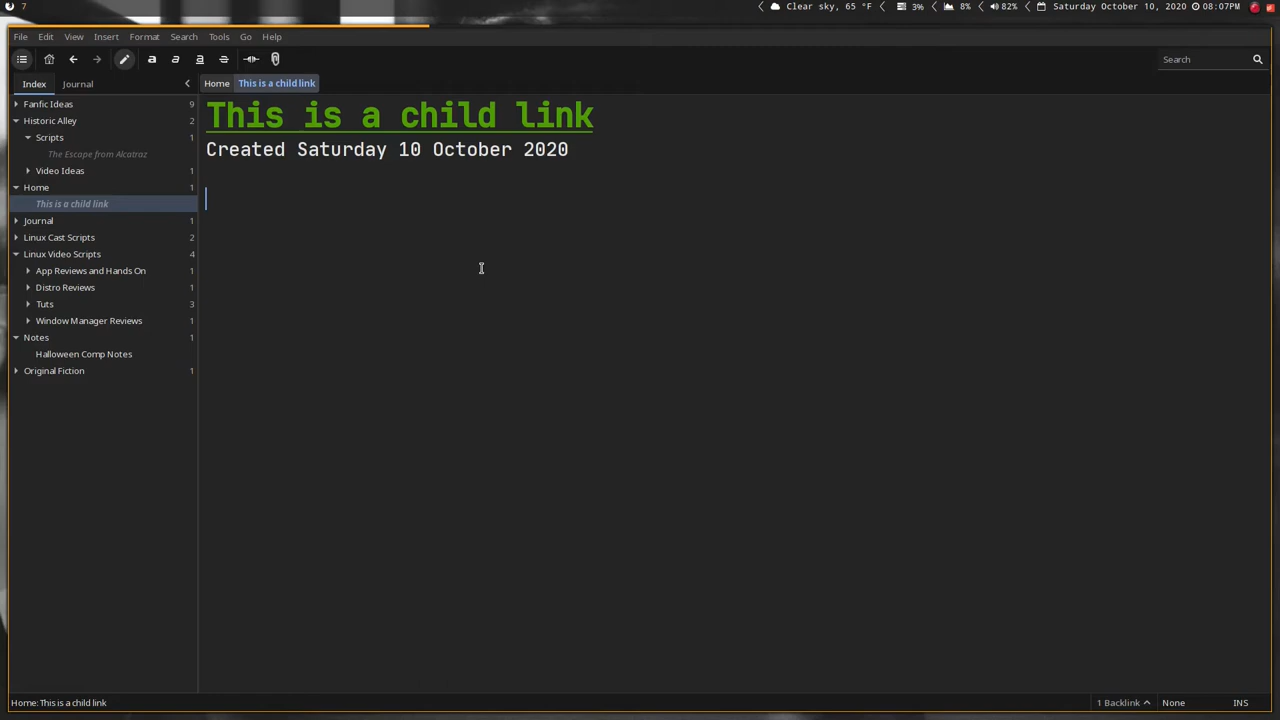 7
Clear sky, 65 °F
3%
8%
82%
Saturday October 10, 2020
08:07PM
File Edit View Insert Format Search Tools Go Help
a a a a
Search
Index Journal
Home This is a child link
Fanfic Ideas 9
Historic Alley 2
Scripts 1
The Escape from Alcatraz
Video Ideas 1
Home 1
This is a child link
Journal 1
Linux Cast Scripts 2
Linux Video Scripts 4
App Reviews and Hands On 1
Distro Reviews 1
Tuts 3
Window Manager Reviews 1
Notes 1
Halloween Comp Notes
Original Fiction 1
This is a child link
Created Saturday 10 October 2020
Home: This is a child link
1 Backlink
None
INS